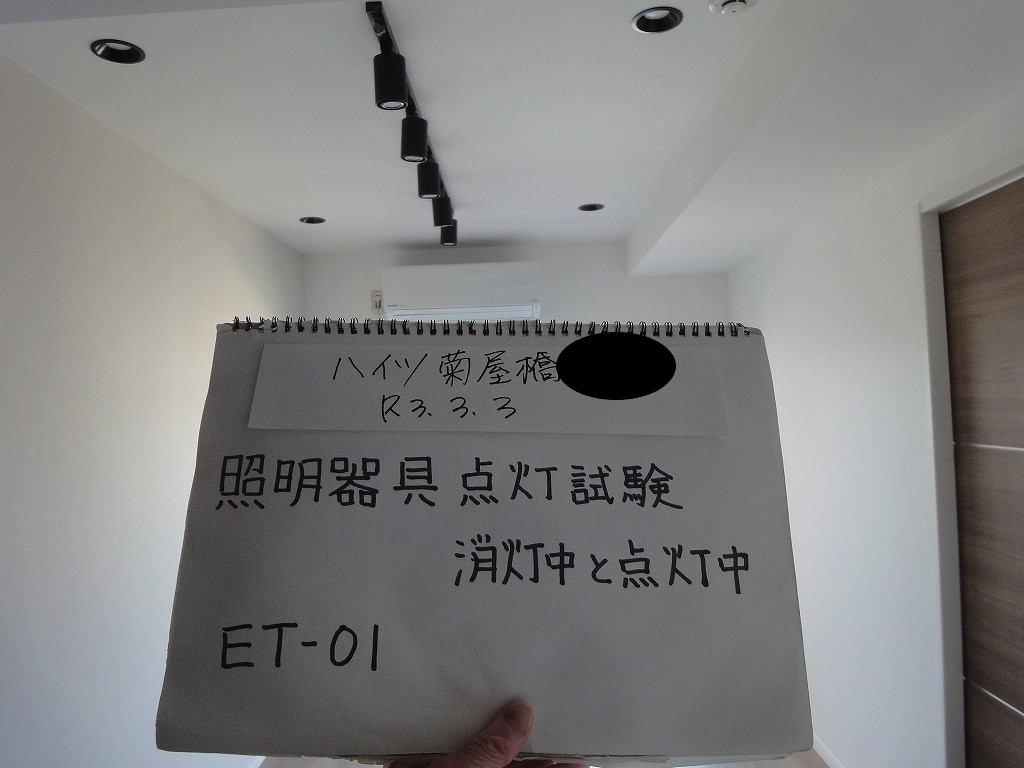 ハイツ菊屋橋
R3.3.3
照明器具点灯試験
消灯中と点灯中
ET-01